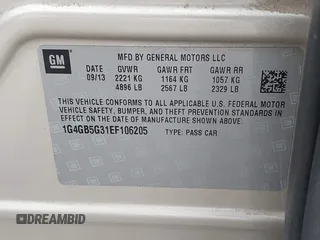 GM
MFD BY GENERAL MOTORS LLC
DATE GVWR GAWR FRT GAWR RR
09/13 2221 KG 1164 KG 1057 KG
4896 LB 2567 LB 2329 LB
THIS VEHICLE CONFORMS TO ALL APPLICABLE U.S. FEDERAL MOTOR
VEHICLE SAFETY, BUMPER, AND THEFT PREVENTION STANDARDS IN
EFFECT ON THE DATE OF MANUFACTURE SHOWN ABOVE.
1G4GB5G31EF106205 TYPE: PASS CAR
DREAMBID